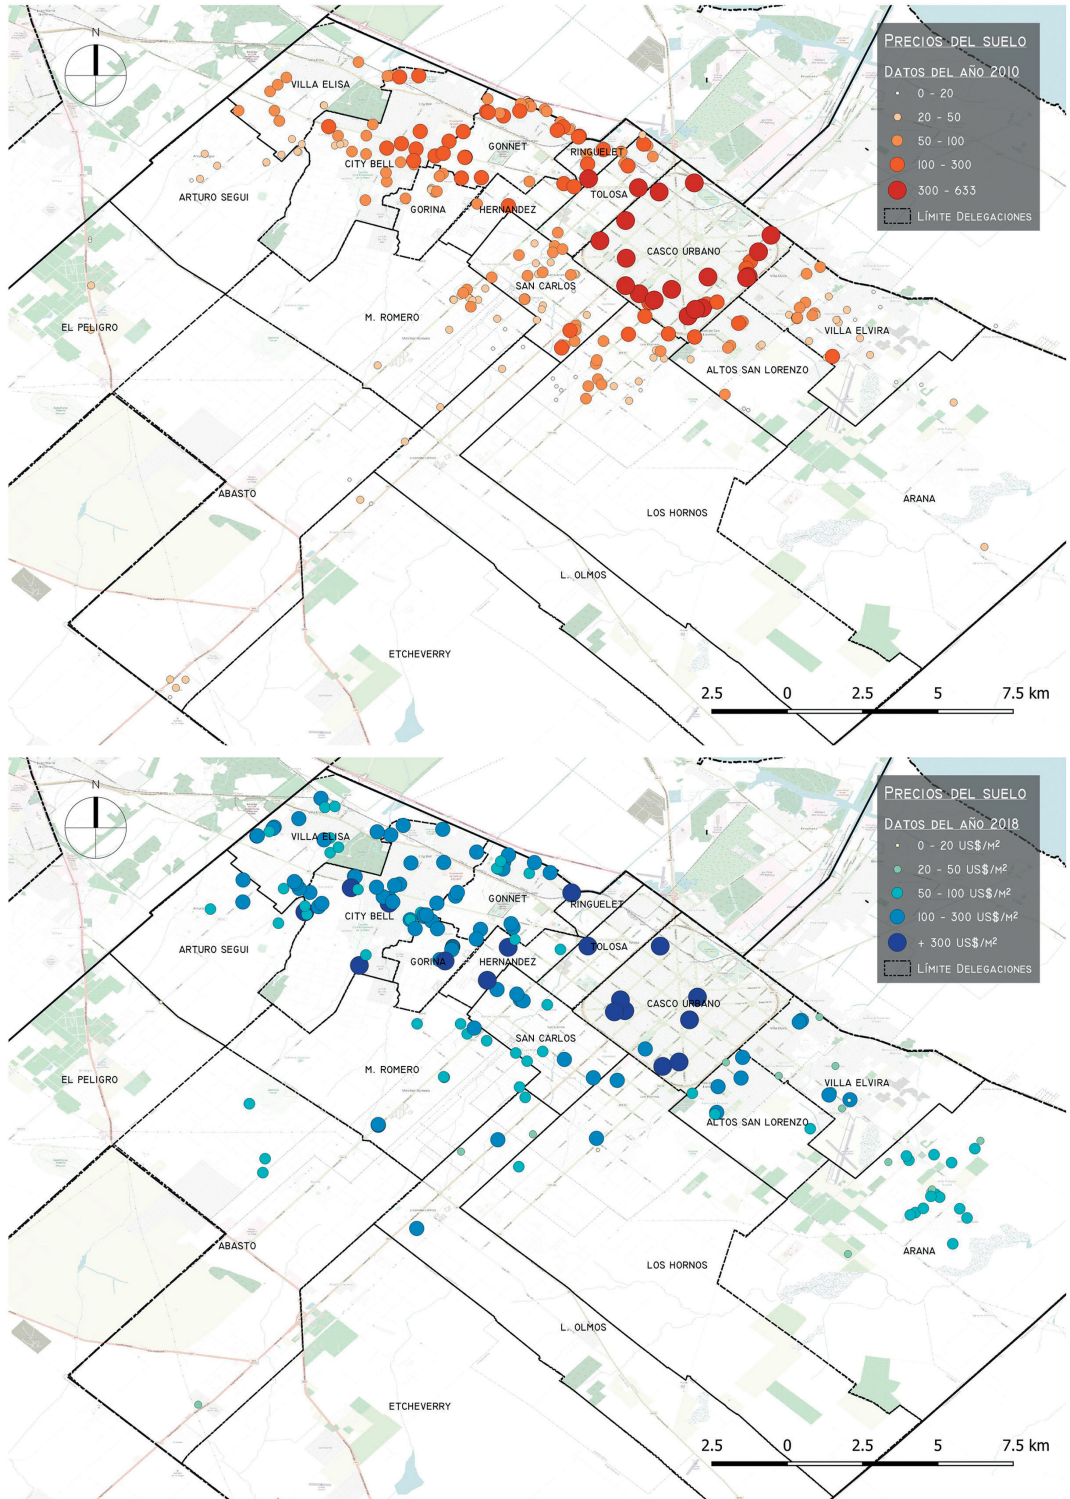 N
PRECIOS DEL SUELO
DATOS DEL AÑO 2010
0 - 20
20 - 50
50 - 100
100 - 300
300 - 633
LÍMITE DELEGACIONES
VILLA ELISA
CITY BELL
GONNET
RINGUELET
ARTURO SEGUI
GORINA
HERNANDEZ
TOLOSA
CASCO URBANO
SAN CARLOS
M. ROMERO
EL PELIGRO
VILLA ELVIRA
ALTOS SAN LORENZO
ABASTO
LOS HORNOS
ARANA
L. OLMOS
ETCHEVERRY
2.5 0 2.5 5 7.5 km
N
PRECIOS DEL SUELO
DATOS DEL AÑO 2018
0 - 20 US$/M²
20 - 50 US$/M²
50 - 100 US$/M²
100 - 300 US$/M²
+ 300 US$/M²
LÍMITE DELEGACIONES
VILLA ELISA
CITY BELL
GONNET
RINGUELET
ARTURO SEGUI
GORINA
HERNANDEZ
TOLOSA
CASCO URBANO
SAN CARLOS
M. ROMERO
EL PELIGRO
VILLA ELVIRA
ALTOS SAN LORENZO
ABASTO
LOS HORNOS
ARANA
L. OLMOS
ETCHEVERRY
2.5 0 2.5 5 7.5 km